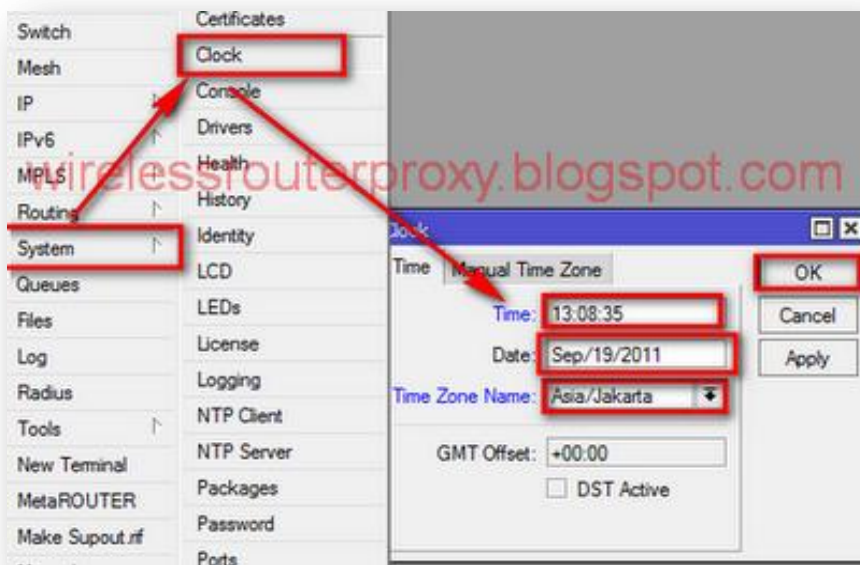 Switch
Mesh
IP
IPv6
MPLS
Routing
System
Queues
Files
Log
Radius
Tools
New Terminal
MetaROUTER
Make Supout.rif
Certificates
Clock
Console
Drivers
Health
History
Identity
LCD
LEDs
License
Logging
NTP Client
NTP Server
Packages
Password
Ports
wirelessrouterproxy.blogspot.com
Clock
Time Manual Time Zone
Time: 13:08:35
Date: Sep/19/2011
Time Zone Name: Asia/Jakarta
GMT Offset: +00:00
DST Active
OK
Cancel
Apply